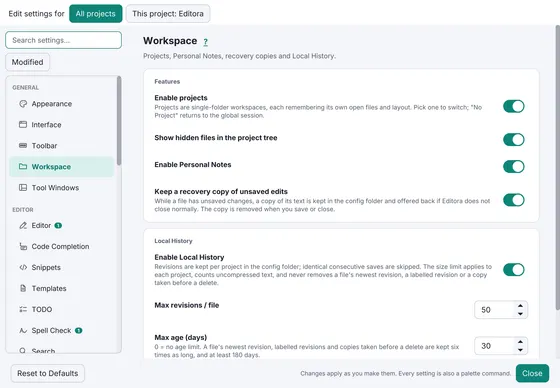 Edit settings for All projects This project: Editora
Search settings...
Modified
GENERAL
Appearance
Interface
Toolbar
Workspace
Tool Windows
EDITOR
Editor 1
Code Completion
Snippets
Templates
TODO
Spell Check 1
Search
Workspace ?
Projects, Personal Notes, recovery copies and Local History.
Features
Enable projects
Projects are single-folder workspaces, each remembering its own open files and layout. Pick one to switch; "No
Project" returns to the global session.
Show hidden files in the project tree
Enable Personal Notes
Keep a recovery copy of unsaved edits
While a file has unsaved changes, a copy of its text is kept in the config folder and offered back if Editora does not
close normally. The copy is removed when you save or close.
Local History
Enable Local History
Revisions are kept per project in the config folder; identical consecutive saves are skipped. The size limit applies to
each project, counts uncompressed text, and never removes a file's newest revision, a labelled revision or a copy
taken before a delete.
Max revisions / file
50
Max age (days)
0 = no age limit. A file's newest revision, labelled revisions and copies taken before a delete are kept six
times as long, and at least 180 days.
30
Reset to Defaults
Changes apply as you make them. Every setting is also a palette command.
Close